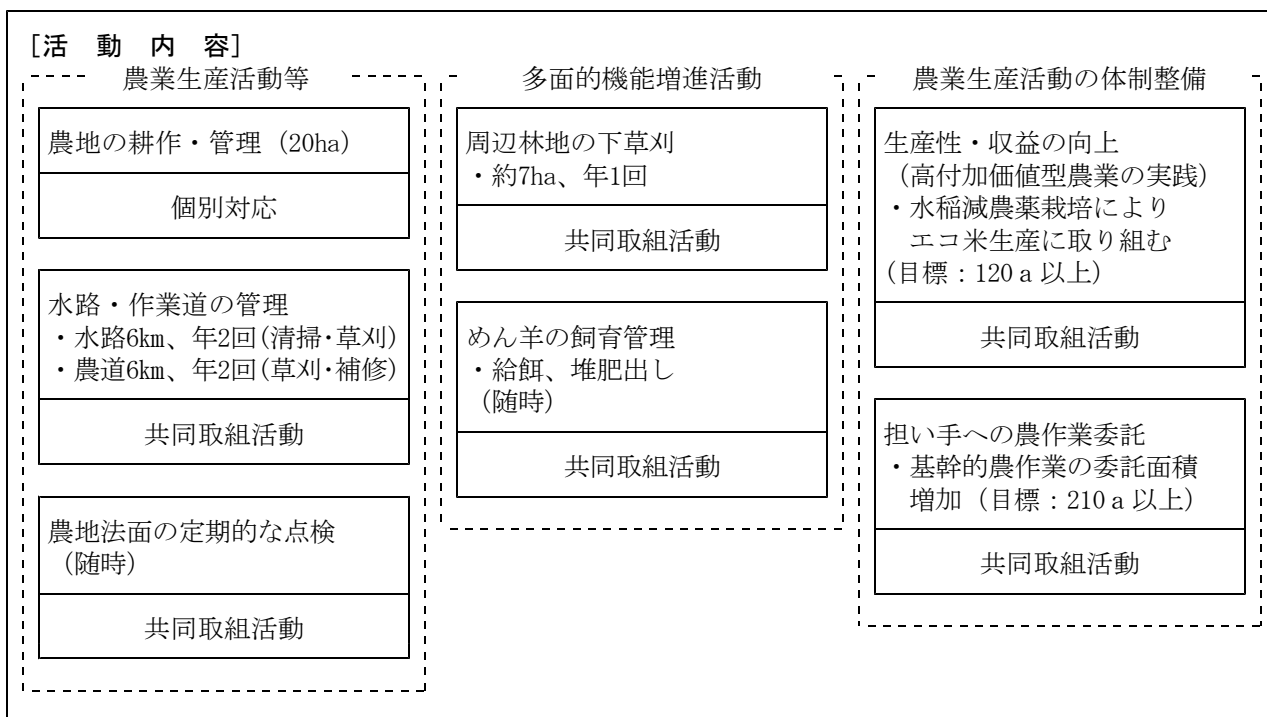 ［活　動　内　容］
農業生産活動等
農地の耕作・管理（20ha）
個別対応
水路・作業道の管理
・水路6km、年2回(清掃・草刈)
・農道6km、年2回(草刈・補修)
共同取組活動
農地法面の定期的な点検
（随時）
共同取組活動
多面的機能増進活動
周辺林地の下草刈
・約7ha、年1回
共同取組活動
めん羊の飼育管理
・給餌、堆肥出し
（随時）
共同取組活動
農業生産活動の体制整備
生産性・収益の向上
（高付加価値型農業の実践）
・水稲減農薬栽培により
エコ米生産に取り組む
（目標：120ａ以上）
共同取組活動
担い手への農作業委託
・基幹的農作業の委託面積
増加（目標：210ａ以上）
共同取組活動